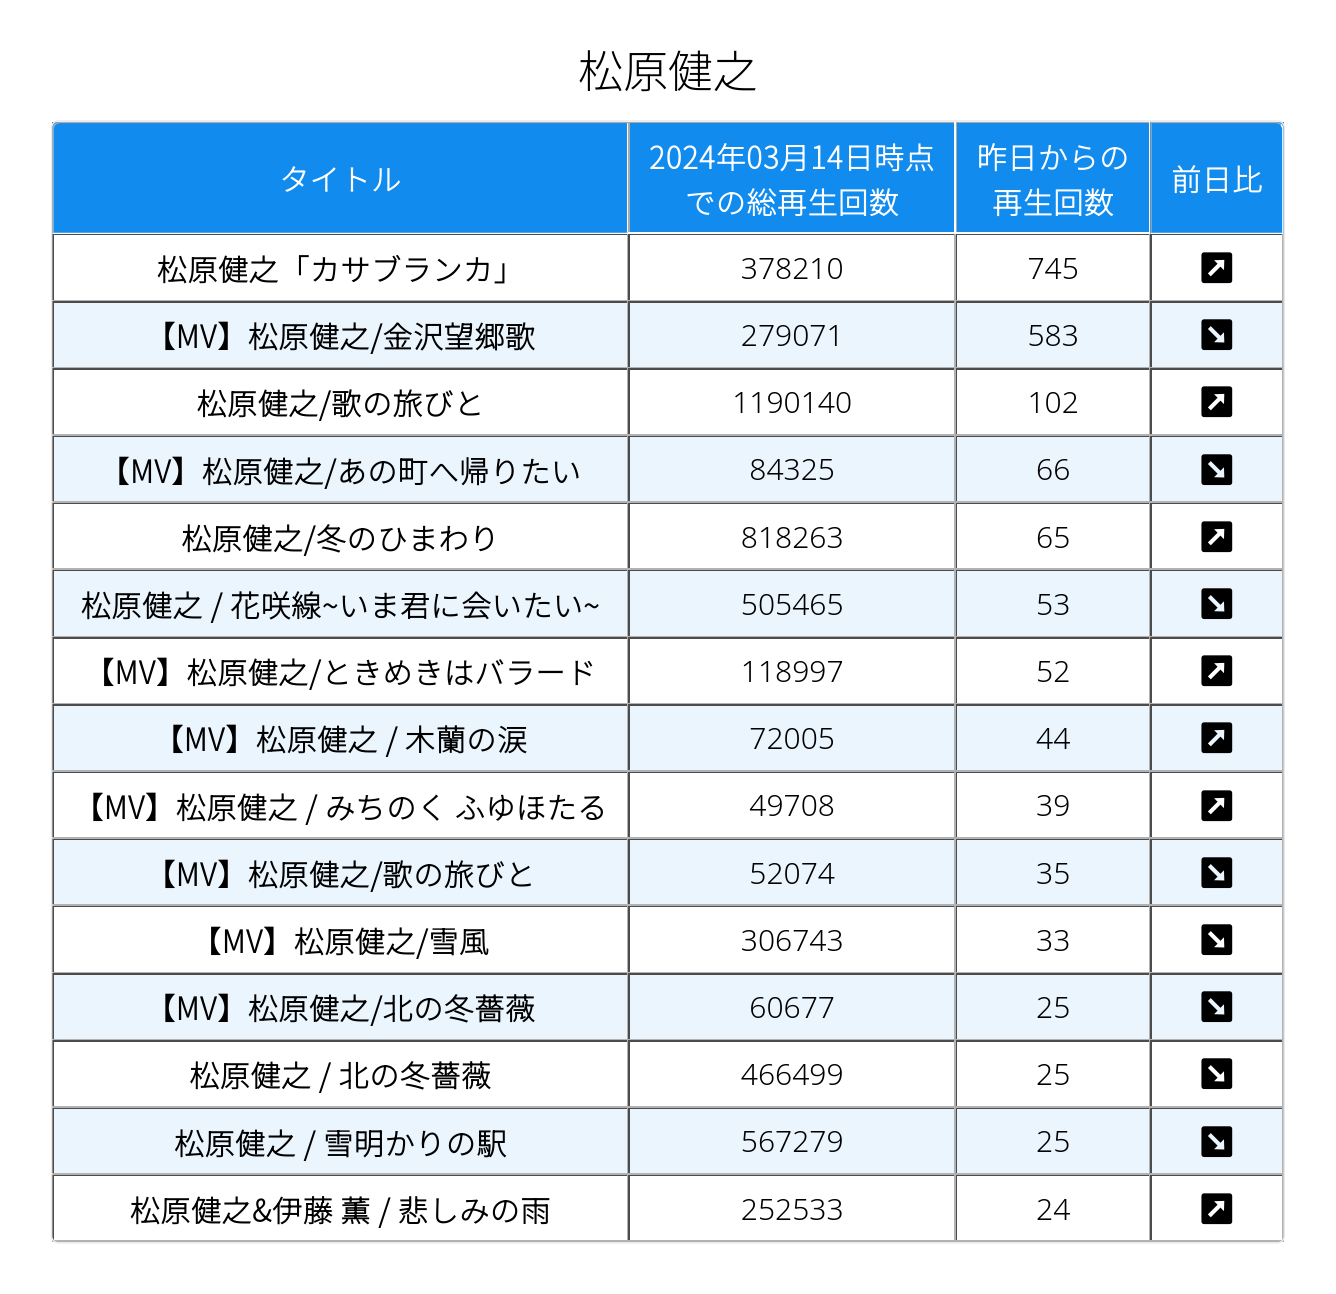 松原健之
タイトル
2024年03月14日時点
での総再生回数
昨日からの
再生回数
前日比
松原健之「カサブランカ」 378210 745 ↗
【MV】松原健之/金沢望郷歌 279071 583 ↘
松原健之/歌の旅びと 1190140 102 ↗
【MV】松原健之/あの町へ帰りたい 84325 66 ↘
松原健之/冬のひまわり 818263 65 ↗
松原健之 / 花咲線~いま君に会いたい~ 505465 53 ↘
【MV】松原健之/ときめきはバラード 118997 52 ↗
【MV】松原健之 / 木蘭の涙 72005 44 ↗
【MV】松原健之 / みちのく ふゆほたる 49708 39 ↗
【MV】松原健之/歌の旅びと 52074 35 ↘
【MV】松原健之/雪風 306743 33 ↘
【MV】松原健之/北の冬薔薇 60677 25 ↘
松原健之 / 北の冬薔薇 466499 25 ↘
松原健之 / 雪明かりの駅 567279 25 ↘
松原健之&伊藤 薫 / 悲しみの雨 252533 24 ↗